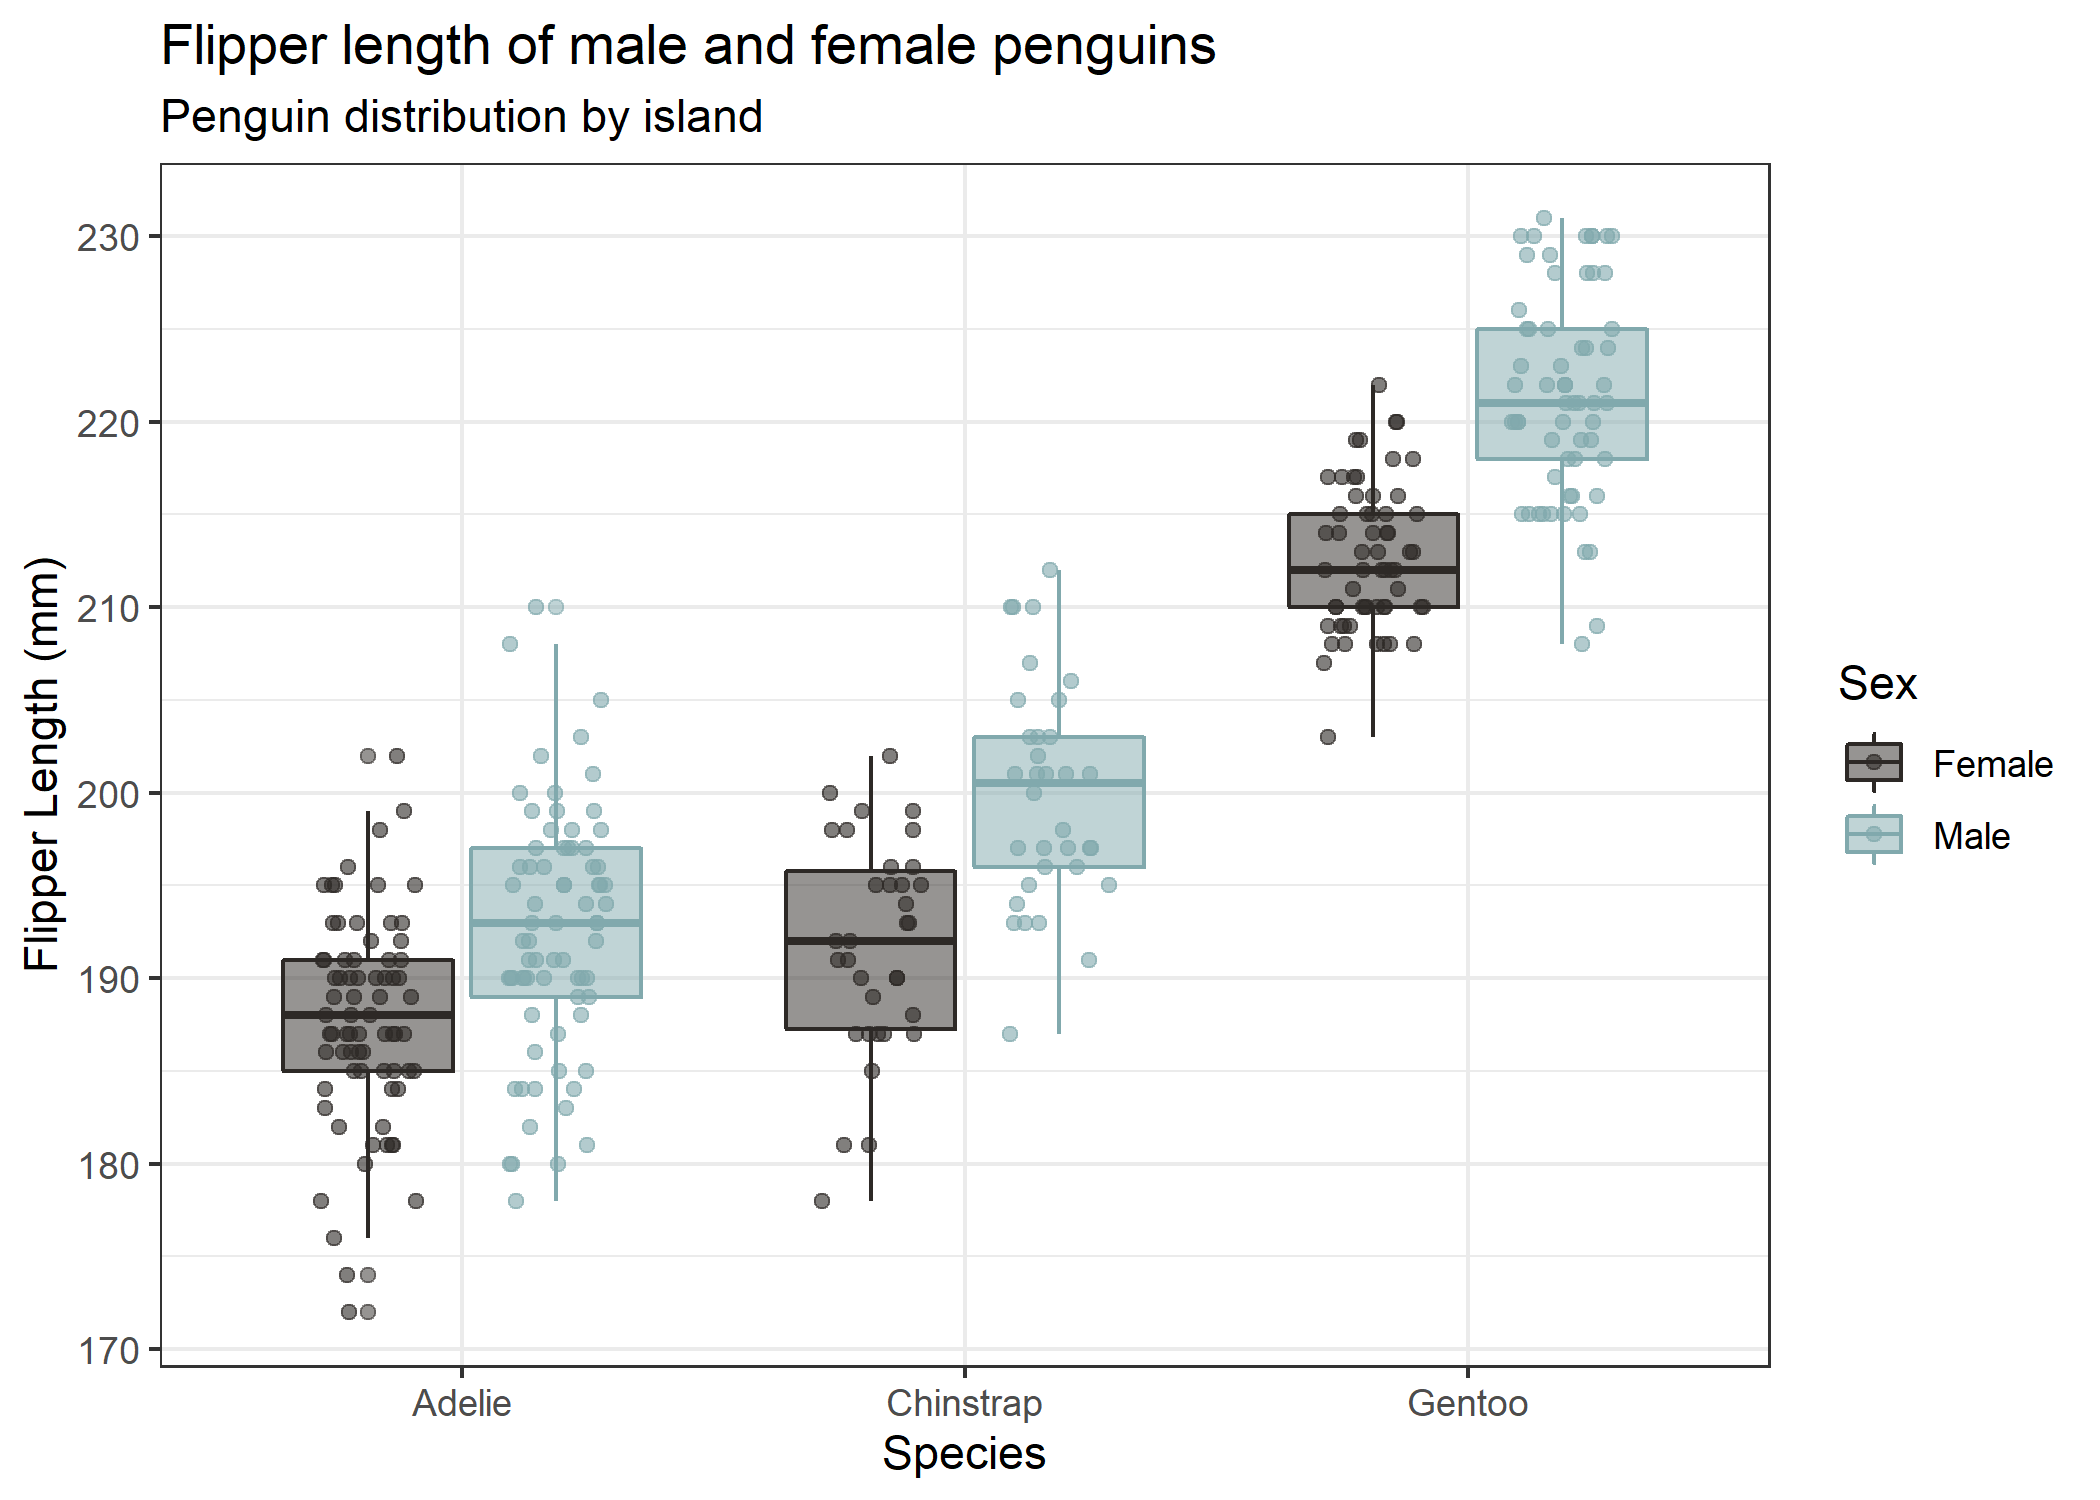 Flipper length of male and female penguins
Penguin distribution by island
Flipper Length (mm)
230
220
210
200
190
180
170
Adelie Chinstrap Gentoo
Species
Sex
Female
Male